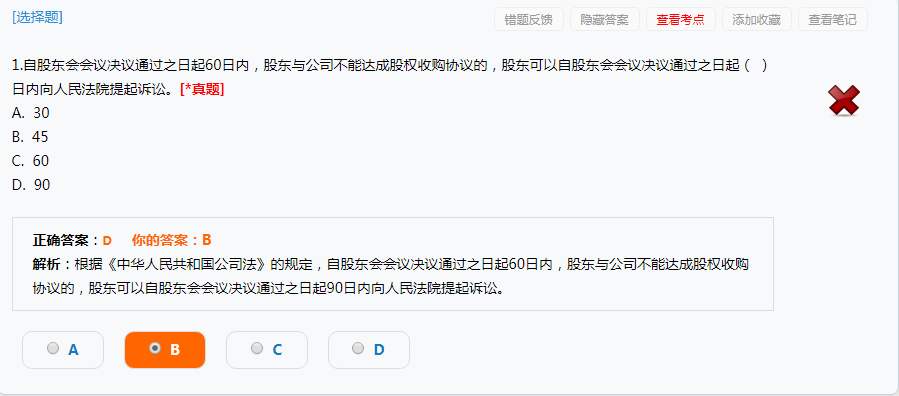 [选择题]
错题反馈 隐藏答案 查看考点 添加收藏 查看笔记
1.自股东会会议决议通过之日起60日内，股东与公司不能达成股权收购协议的，股东可以自股东会会议决议通过之日起（ ）
日内向人民法院提起诉讼。[*真题]
A. 30
B. 45
C. 60
D. 90
正确答案：D 你的答案：B
解析：根据《中华人民共和国公司法》的规定，自股东会会议决议通过之日起60日内，股东与公司不能达成股权收购
协议的，股东可以自股东会会议决议通过之日起90日内向人民法院提起诉讼。
A B C D